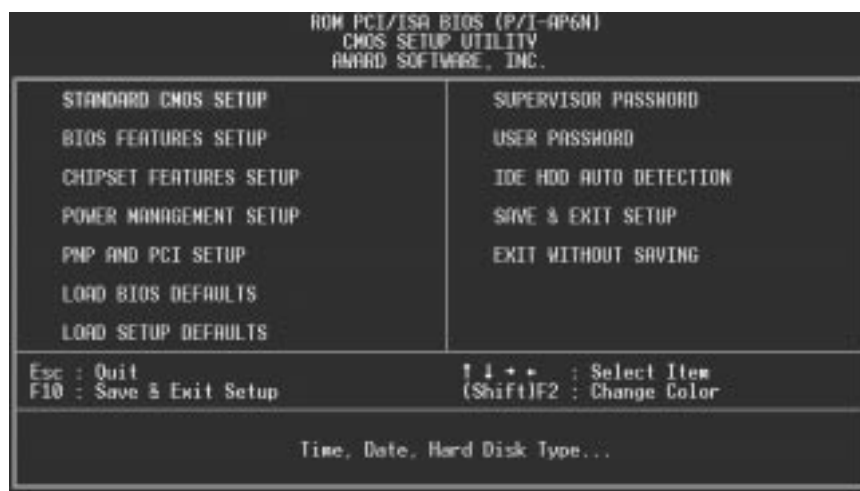 ROM PCI/ISA BIOS (P/I-AP6N)
CMOS SETUP UTILITY
AWARD SOFTWARE, INC.
STANDARD CMOS SETUP
BIOS FEATURES SETUP
CHIPSET FEATURES SETUP
POWER MANAGEMENT SETUP
PNP AND PCI SETUP
LOAD BIOS DEFAULTS
LOAD SETUP DEFAULTS
SUPERVISOR PASSWORD
USER PASSWORD
IDE HDD AUTO DETECTION
SAVE & EXIT SETUP
EXIT WITHOUT SAVING
Esc : Quit
F10 : Save & Exit Setup
↑ ↓ → ← : Select Item
(Shift)F2 : Change Color
Time, Date, Hard Disk Type...